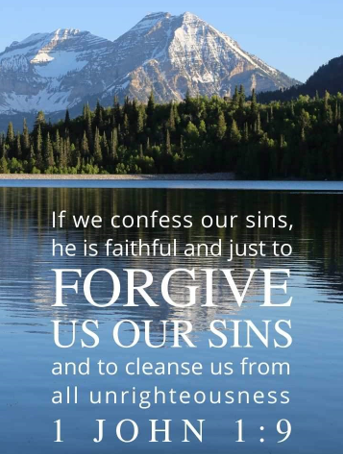 If we confess our sins,
he is faithful and just to
FORGIVE
US OUR SINS
and to cleanse us from
all unrighteousness
1 JOHN 1:9